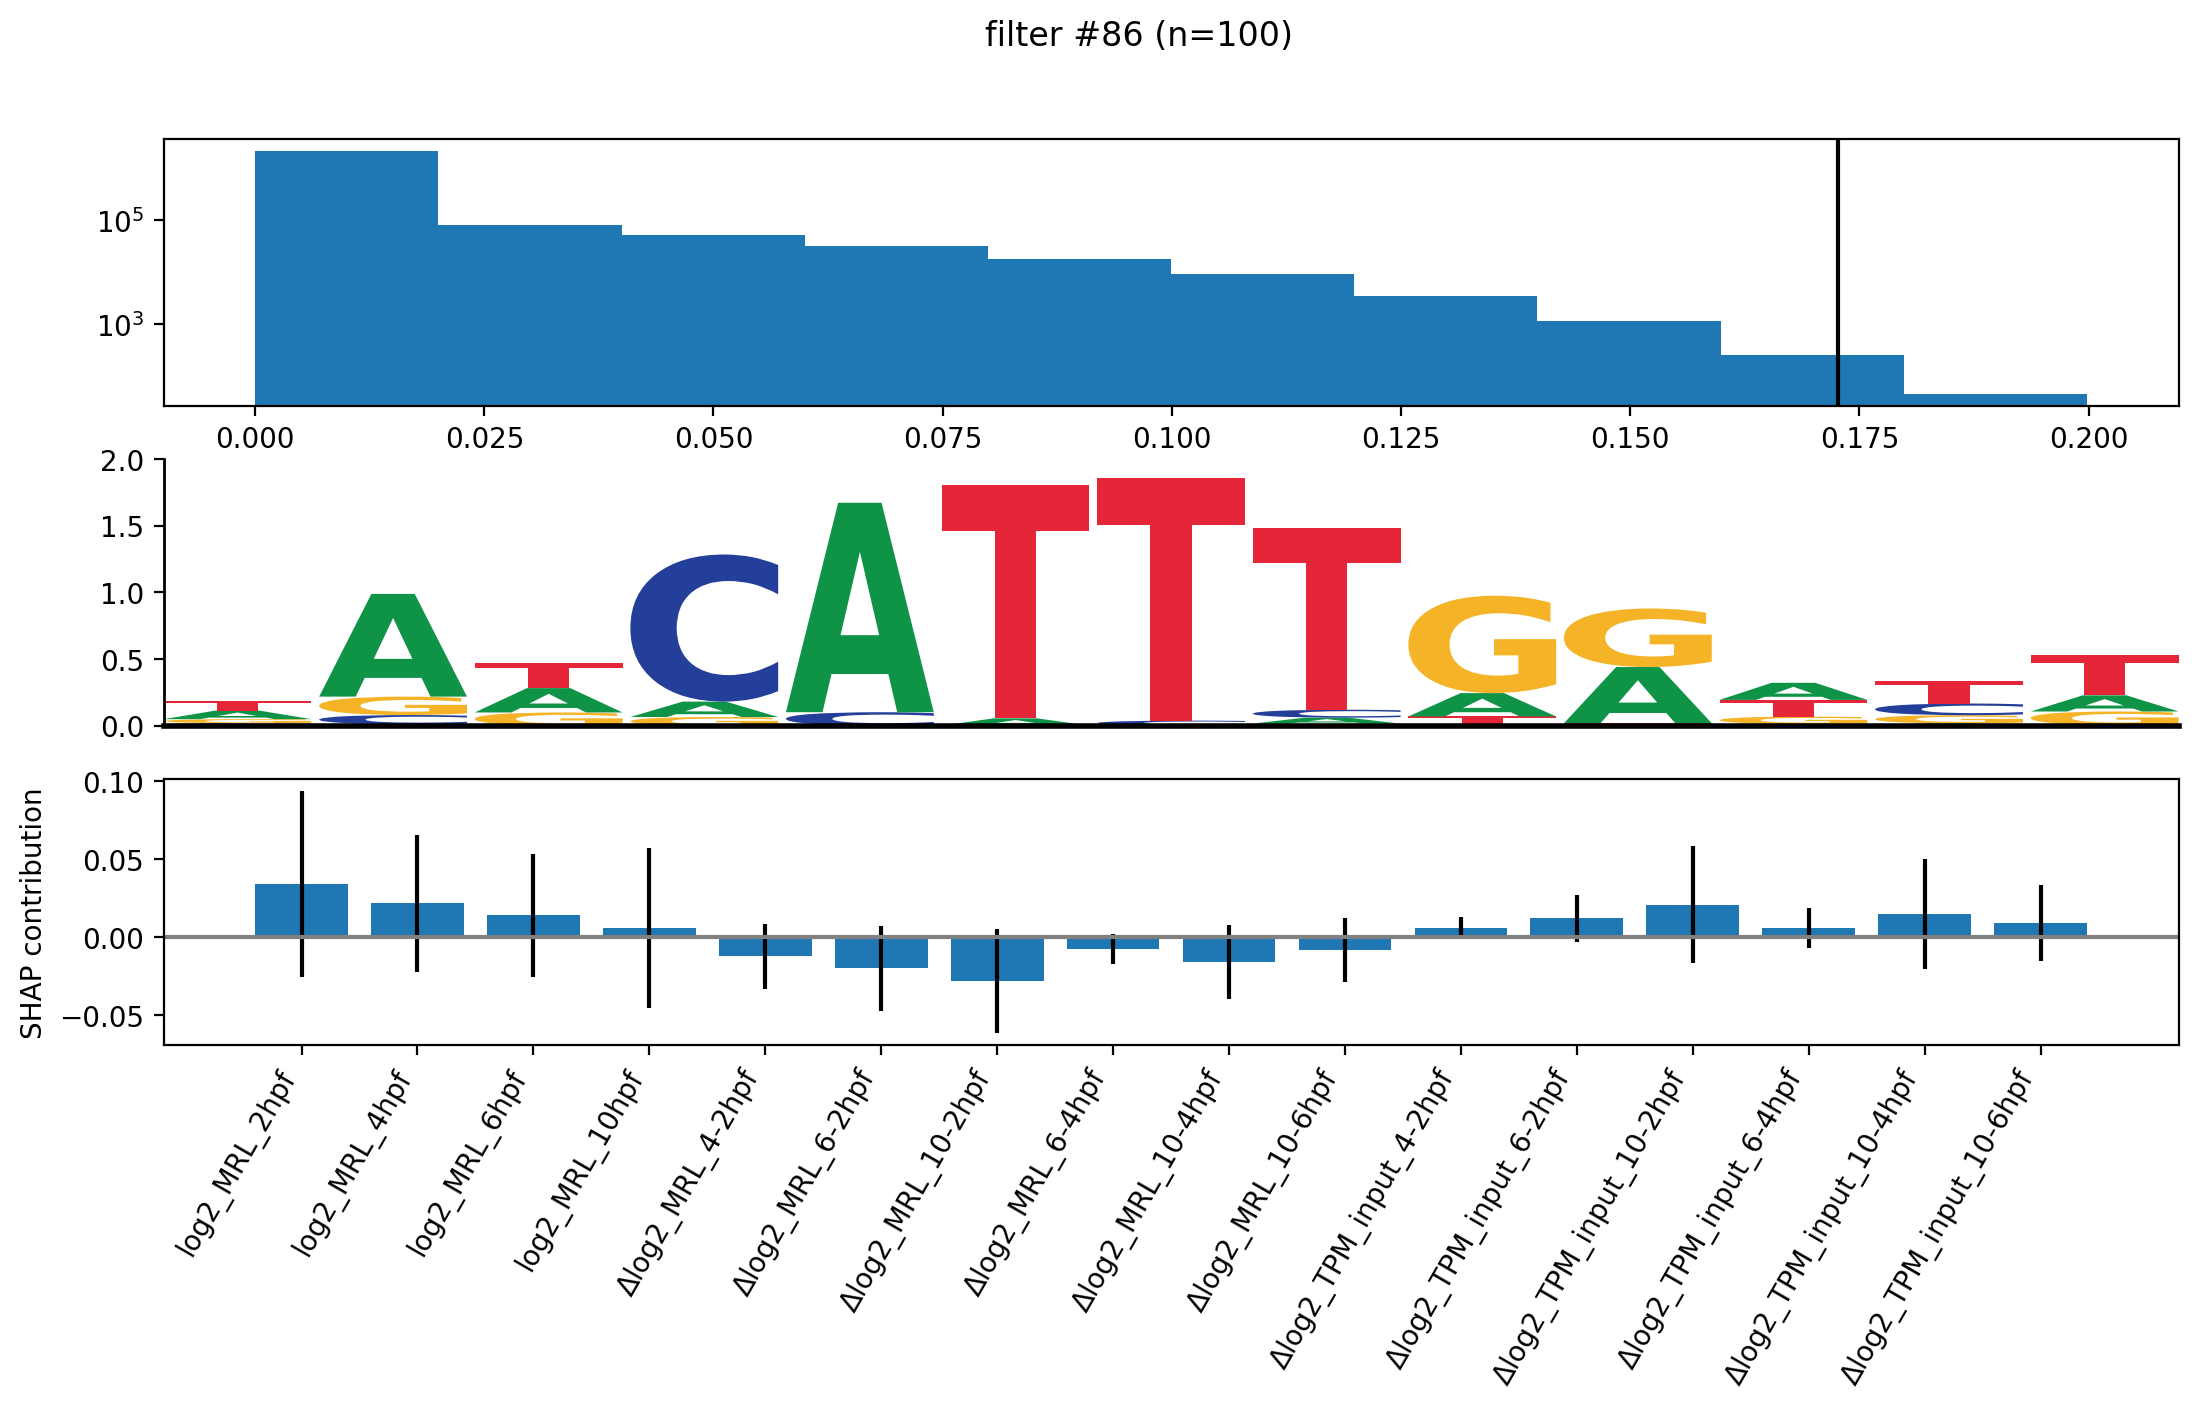 filter #86 (n=100)
10⁵
10³
0.000 0.025 0.050 0.075 0.100 0.125 0.150 0.175 0.200
2.0
1.5
1.0
0.5
0.0
T A G
A G C
T A G
C A G
A C
T A
T C
T C A
G A T
G A
A T G
T C G
T A G
SHAP contribution
0.10
0.05
0.00
−0.05
log2_MRL_2hpf
log2_MRL_4hpf
log2_MRL_6hpf
log2_MRL_10hpf
Δlog2_MRL_4-2hpf
Δlog2_MRL_6-2hpf
Δlog2_MRL_10-2hpf
Δlog2_MRL_6-4hpf
Δlog2_MRL_10-4hpf
Δlog2_MRL_10-6hpf
Δlog2_TPM_input_4-2hpf
Δlog2_TPM_input_6-2hpf
Δlog2_TPM_input_10-2hpf
Δlog2_TPM_input_6-4hpf
Δlog2_TPM_input_10-4hpf
Δlog2_TPM_input_10-6hpf